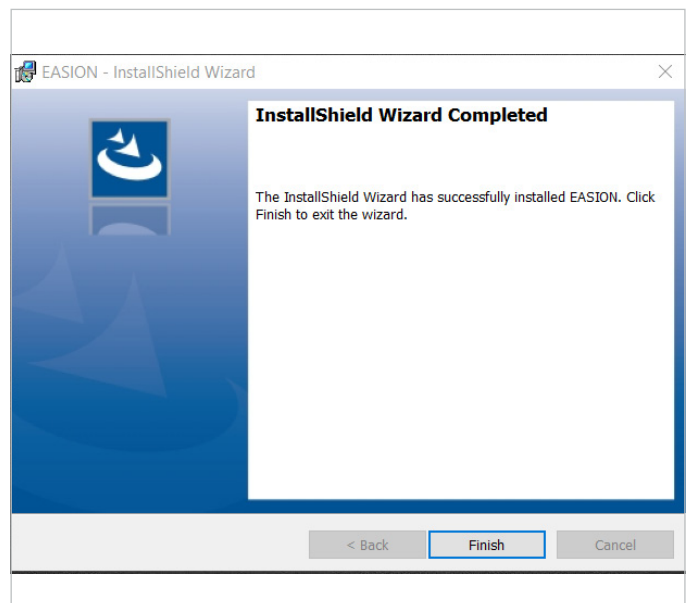 EASION - InstallShield Wizard
InstallShield Wizard Completed
The InstallShield Wizard has successfully installed EASION. Click
Finish to exit the wizard.
< Back
Finish
Cancel